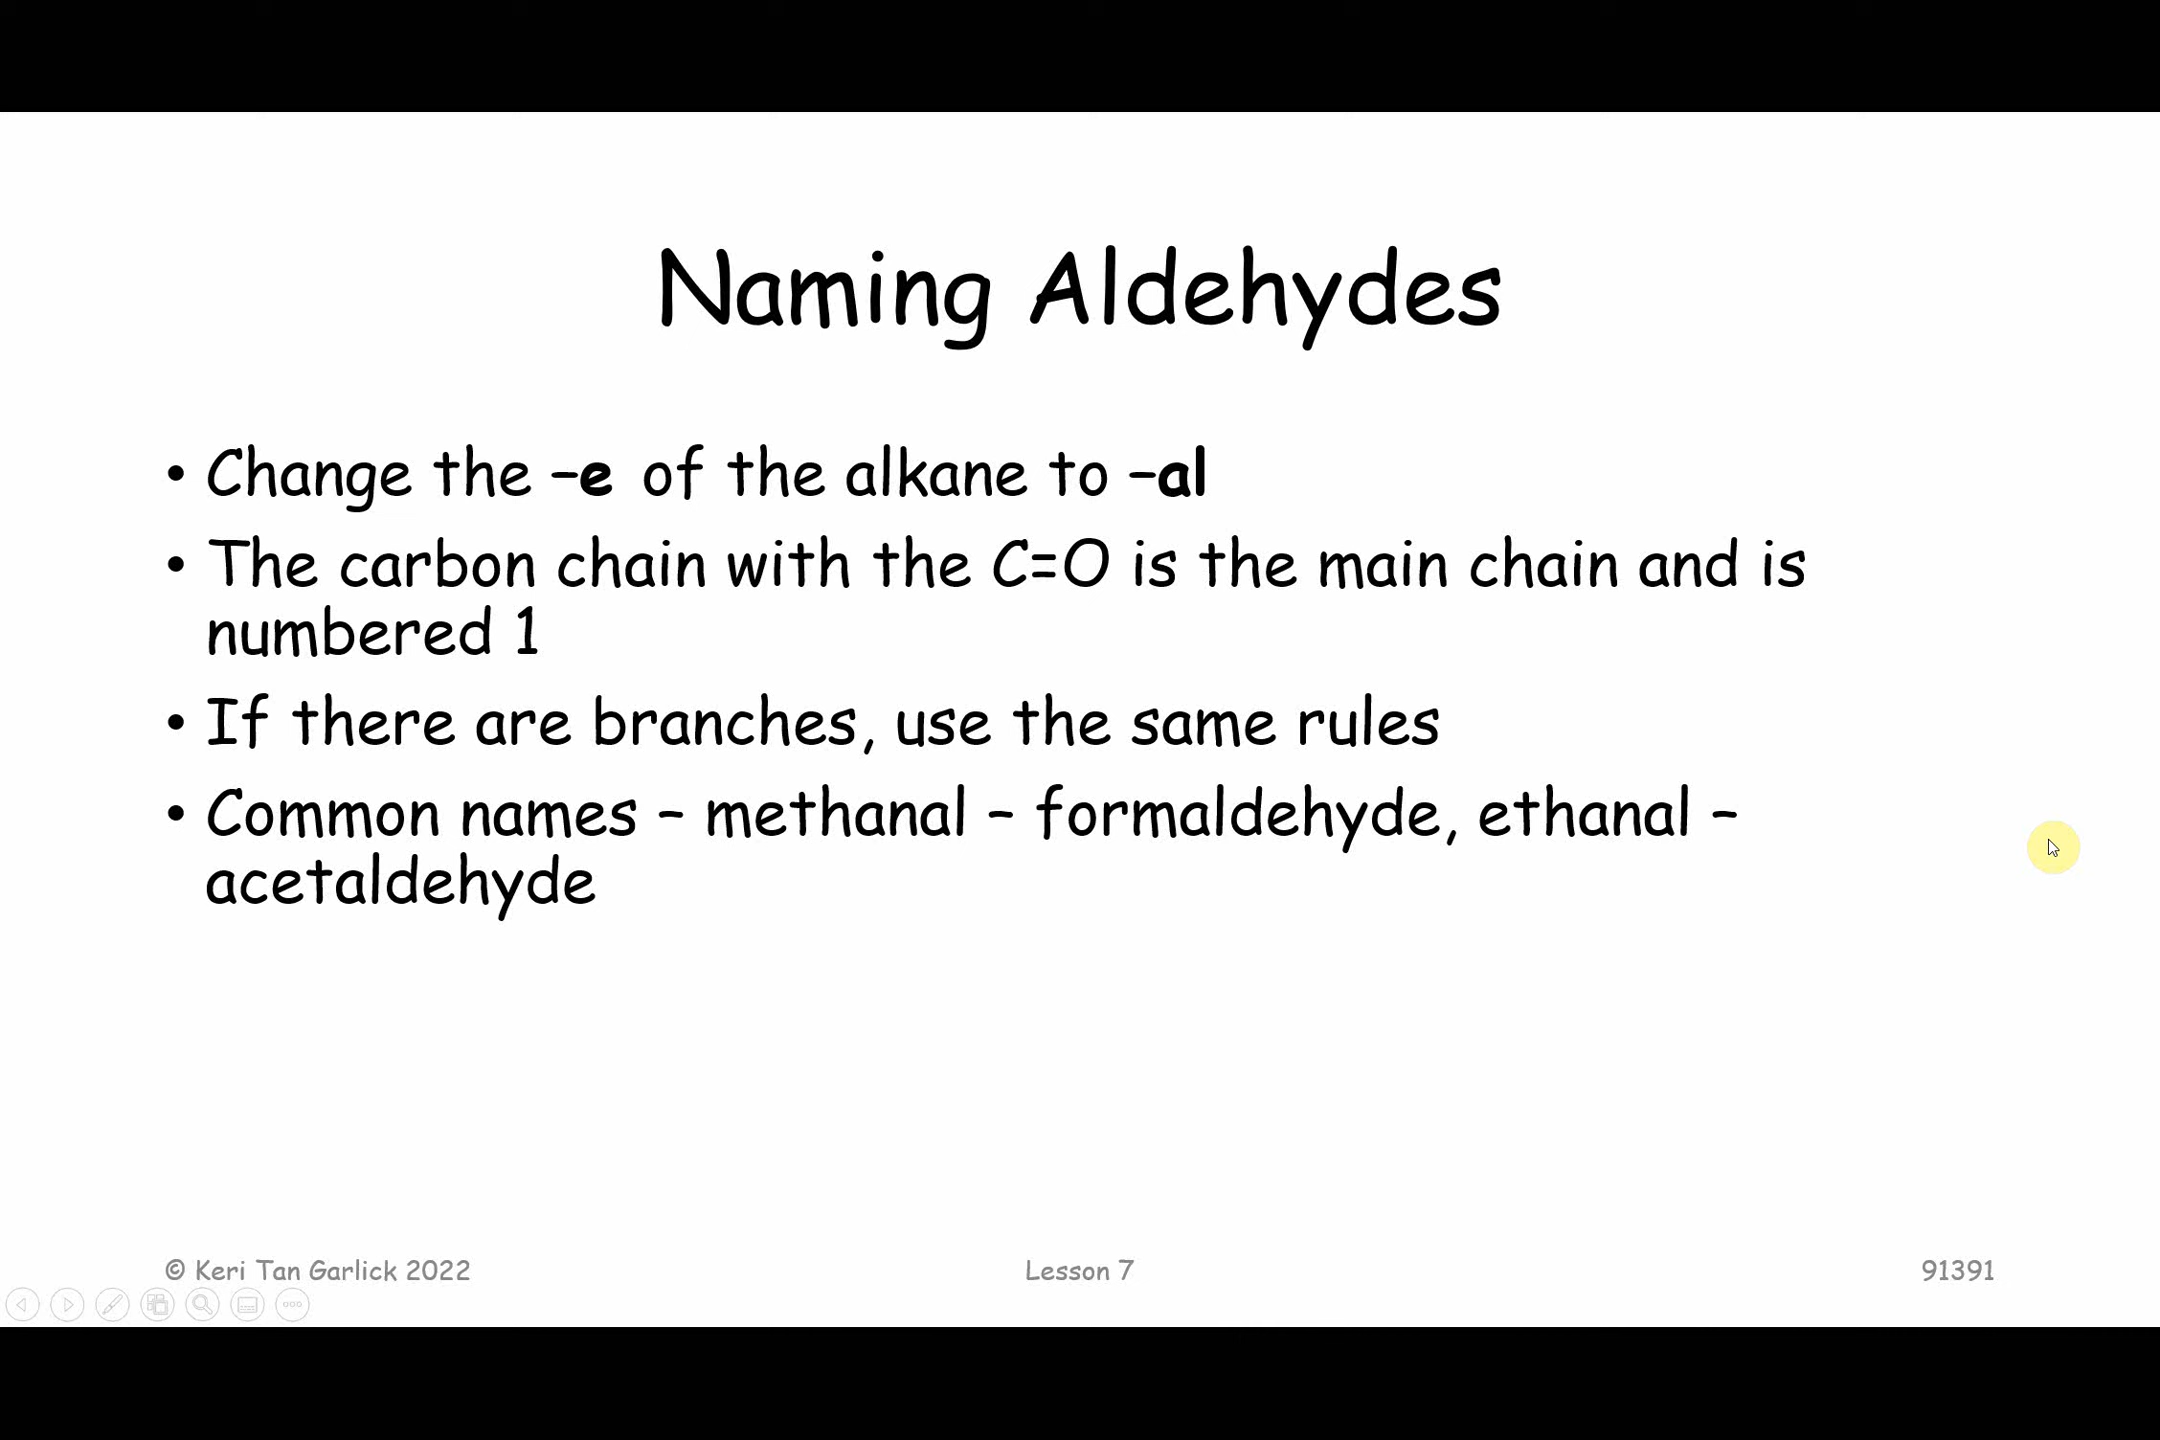 Naming Aldehydes
• Change the –e of the alkane to –al
• The carbon chain with the C=O is the main chain and is
numbered 1
• If there are branches, use the same rules
• Common names – methanal – formaldehyde, ethanal –
acetaldehyde
© Keri Tan Garlick 2022
Lesson 7
91391